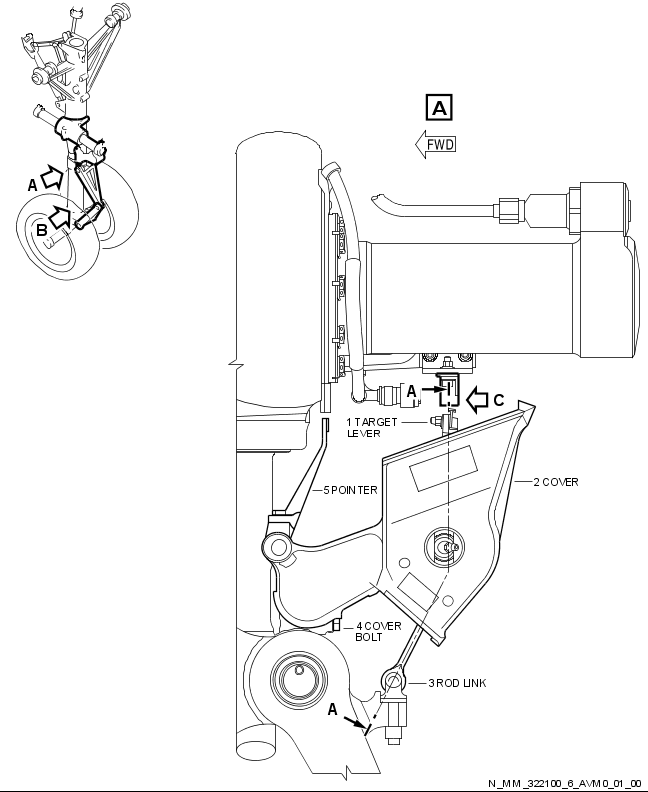 A
B
A
FWD
A
C
1 TARGET
LEVER
2 COVER
5 POINTER
4 COVER
BOLT
3 ROD LINK
A
N_MM_322100_6_AVM0_01_00